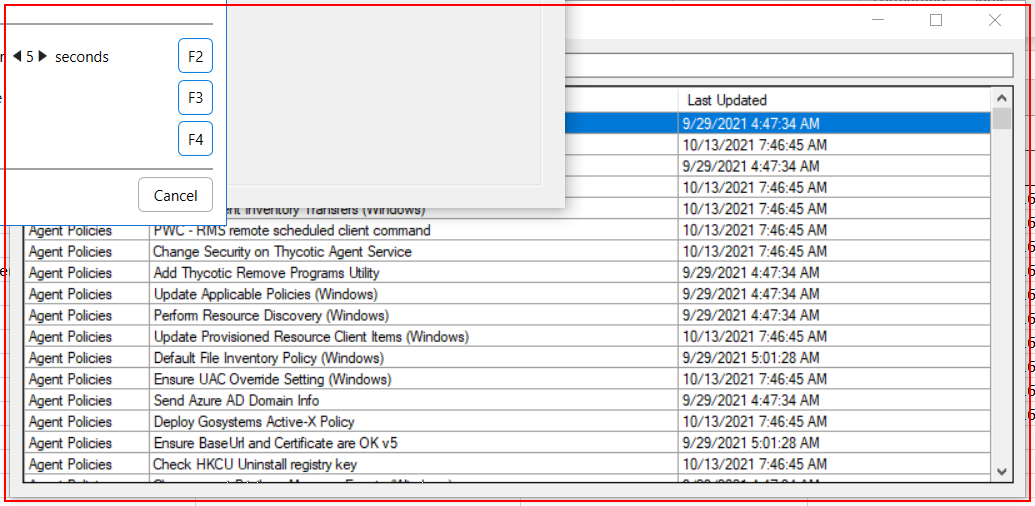 5 seconds F2
F3
F4
Cancel
Last Updated
9/29/2021 4:47:34 AM
10/13/2021 7:46:45 AM
9/29/2021 4:47:34 AM
10/13/2021 7:46:45 AM
Inventory Transfers (Windows) 10/13/2021 7:46:45 AM
Agent Policies PWC - RMS remote scheduled client command 10/13/2021 7:46:45 AM
Agent Policies Change Security on Thycotic Agent Service 10/13/2021 7:46:45 AM
Agent Policies Add Thycotic Remove Programs Utility 9/29/2021 4:47:34 AM
Agent Policies Update Applicable Policies (Windows) 9/29/2021 4:47:34 AM
Agent Policies Perform Resource Discovery (Windows) 9/29/2021 4:47:34 AM
Agent Policies Update Provisioned Resource Client Items (Windows) 10/13/2021 7:46:45 AM
Agent Policies Default File Inventory Policy (Windows) 9/29/2021 5:01:28 AM
Agent Policies Ensure UAC Override Setting (Windows) 10/13/2021 7:46:45 AM
Agent Policies Send Azure AD Domain Info 9/29/2021 4:47:34 AM
Agent Policies Deploy Gosystems Active-X Policy 10/13/2021 7:46:45 AM
Agent Policies Ensure BaseUrl and Certificate are OK v5 9/29/2021 5:01:28 AM
Agent Policies Check HKCU Uninstall registry key 10/13/2021 7:46:45 AM